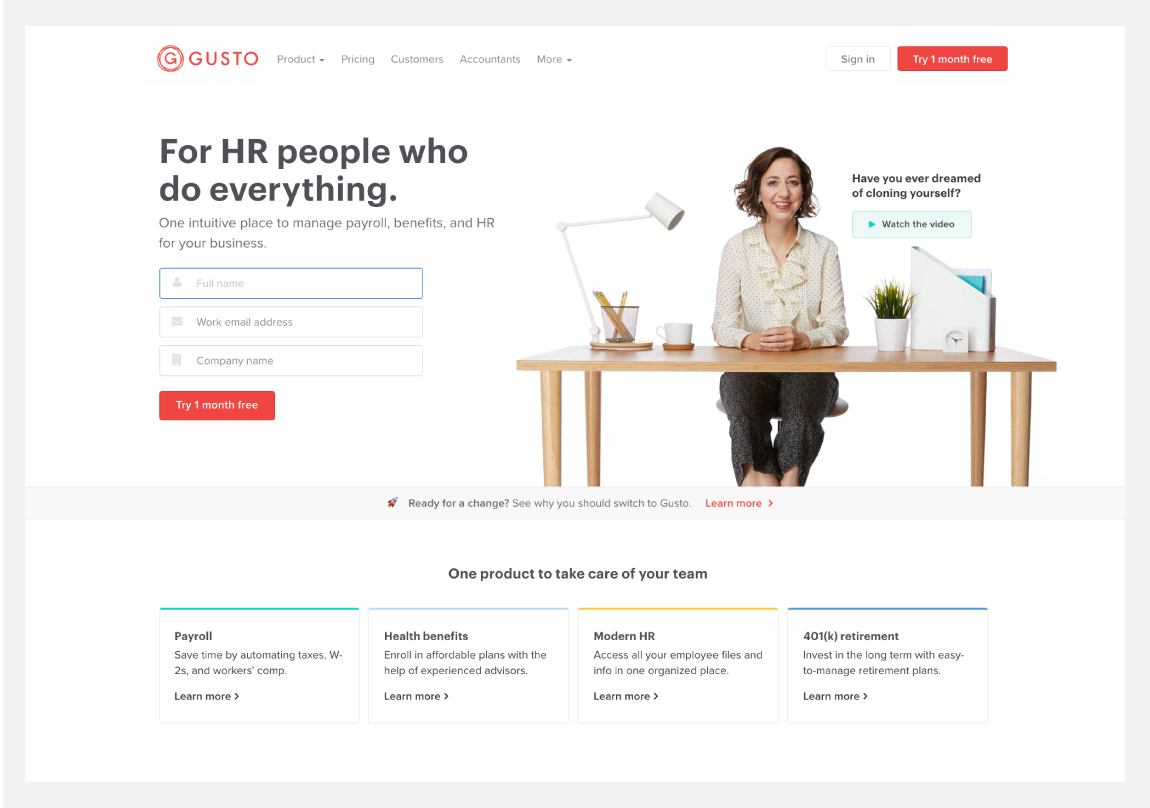 GUSTO
Product
Pricing
Customers
Accountants
More
Sign in
Try 1 month free
For HR people who
do everything.
One intuitive place to manage payroll, benefits, and HR
for your business.
Full name
Work email address
Company name
Try 1 month free
Have you ever dreamed
of cloning yourself?
Watch the video
Ready for a change? See why you should switch to Gusto. Learn more
One product to take care of your team
Payroll
Save time by automating taxes, W-
2s, and workers' comp.
Learn more
Health benefits
Enroll in affordable plans with the
help of experienced advisors.
Learn more
Modern HR
Access all your employee files and
info in one organized place.
Learn more
401(k) retirement
Invest in the long term with easy-
to-manage retirement plans.
Learn more